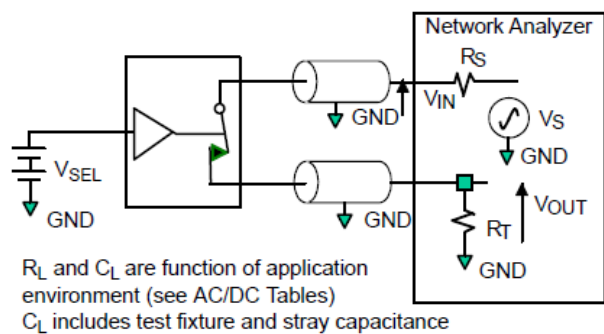 Network Analyzer
RS
VIN
GND
VS
GND
VSEL
GND
GND
VOUT
RT
GND
RL and CL are function of application
environment (see AC/DC Tables)
CL includes test fixture and stray capacitance